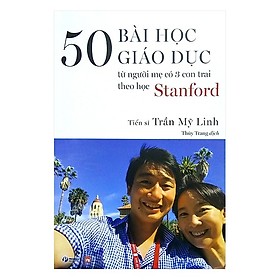 50 BÀI HỌC
GIÁO DỤC
từ người mẹ có 3 con trai
theo học Stanford
Tiến sĩ Trần Mỹ Linh
Thùy Trang dịch